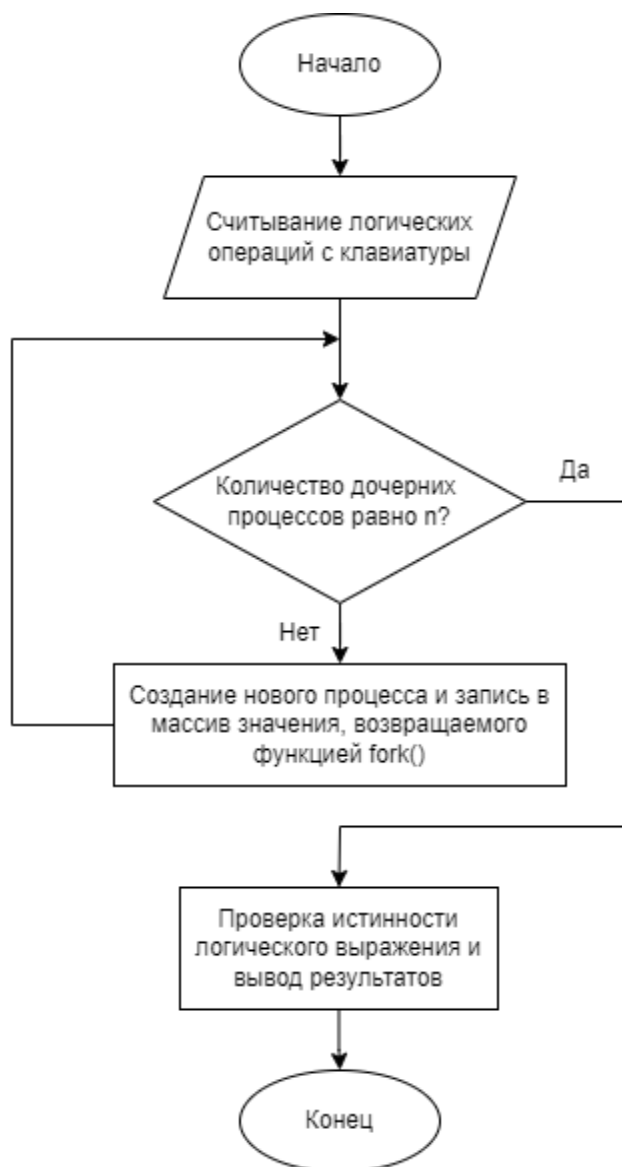 Начало
Считывание логических
операций с клавиатуры
Количество дочерних
процессов равно n?
Да
Нет
Создание нового процесса и запись в
массив значения, возвращаемого
функцией fork()
Проверка истинности
логического выражения и
вывод результатов
Конец